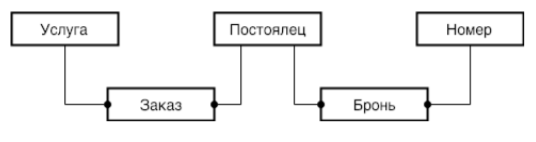 Услуга
Постоялец
Номер
Заказ
Бронь